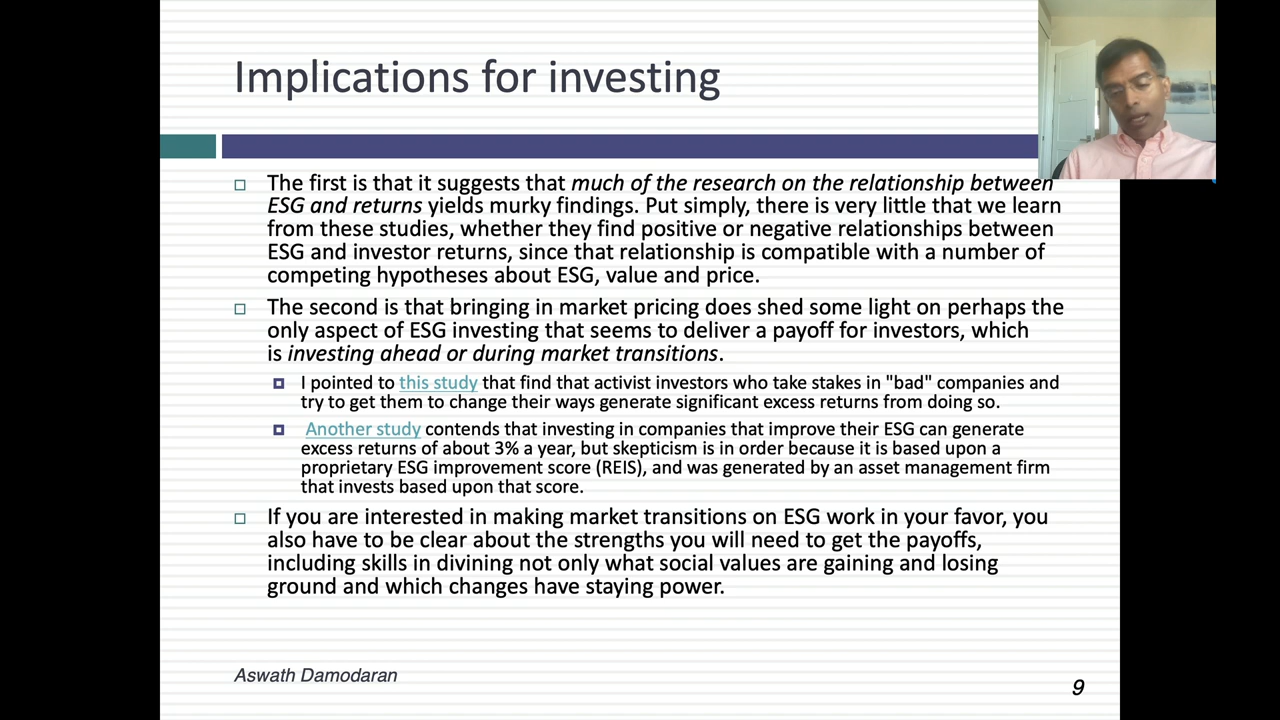 Implications for investing
The first is that it suggests that much of the research on the relationship between
ESG and returns yields murky findings. Put simply, there is very little that we learn
from these studies, whether they find positive or negative relationships between
ESG and investor returns, since that relationship is compatible with a number of
competing hypotheses about ESG, value and price.
The second is that bringing in market pricing does shed some light on perhaps the
only aspect of ESG investing that seems to deliver a payoff for investors, which
is investing ahead or during market transitions.
I pointed to this study that find that activist investors who take stakes in "bad" companies and
try to get them to change their ways generate significant excess returns from doing so.
Another study contends that investing in companies that improve their ESG can generate
excess returns of about 3% a year, but skepticism is in order because it is based upon a
proprietary ESG improvement score (REIS), and was generated by an asset management firm
that invests based upon that score.
If you are interested in making market transitions on ESG work in your favor, you
also have to be clear about the strengths you will need to get the payoffs,
including skills in divining not only what social values are gaining and losing
ground and which changes have staying power.
Aswath Damodaran
9